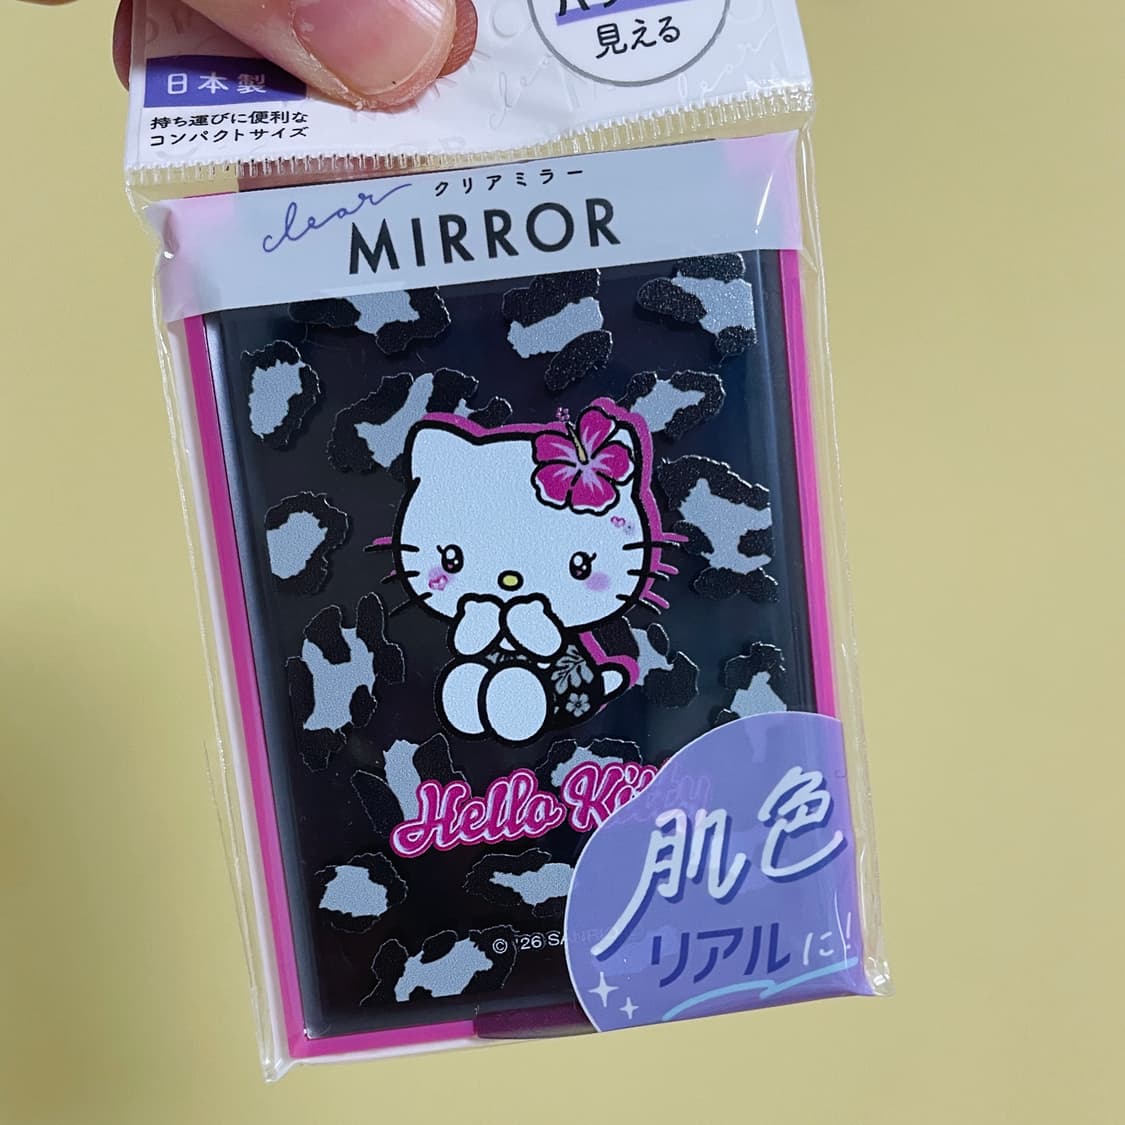 見える
日本製
持ち運びに便利な
コンパクトサイズ
クリアミラー
clear
MIRROR
Hello Kitty
肌色
リアルに!
© '26 SANRIO